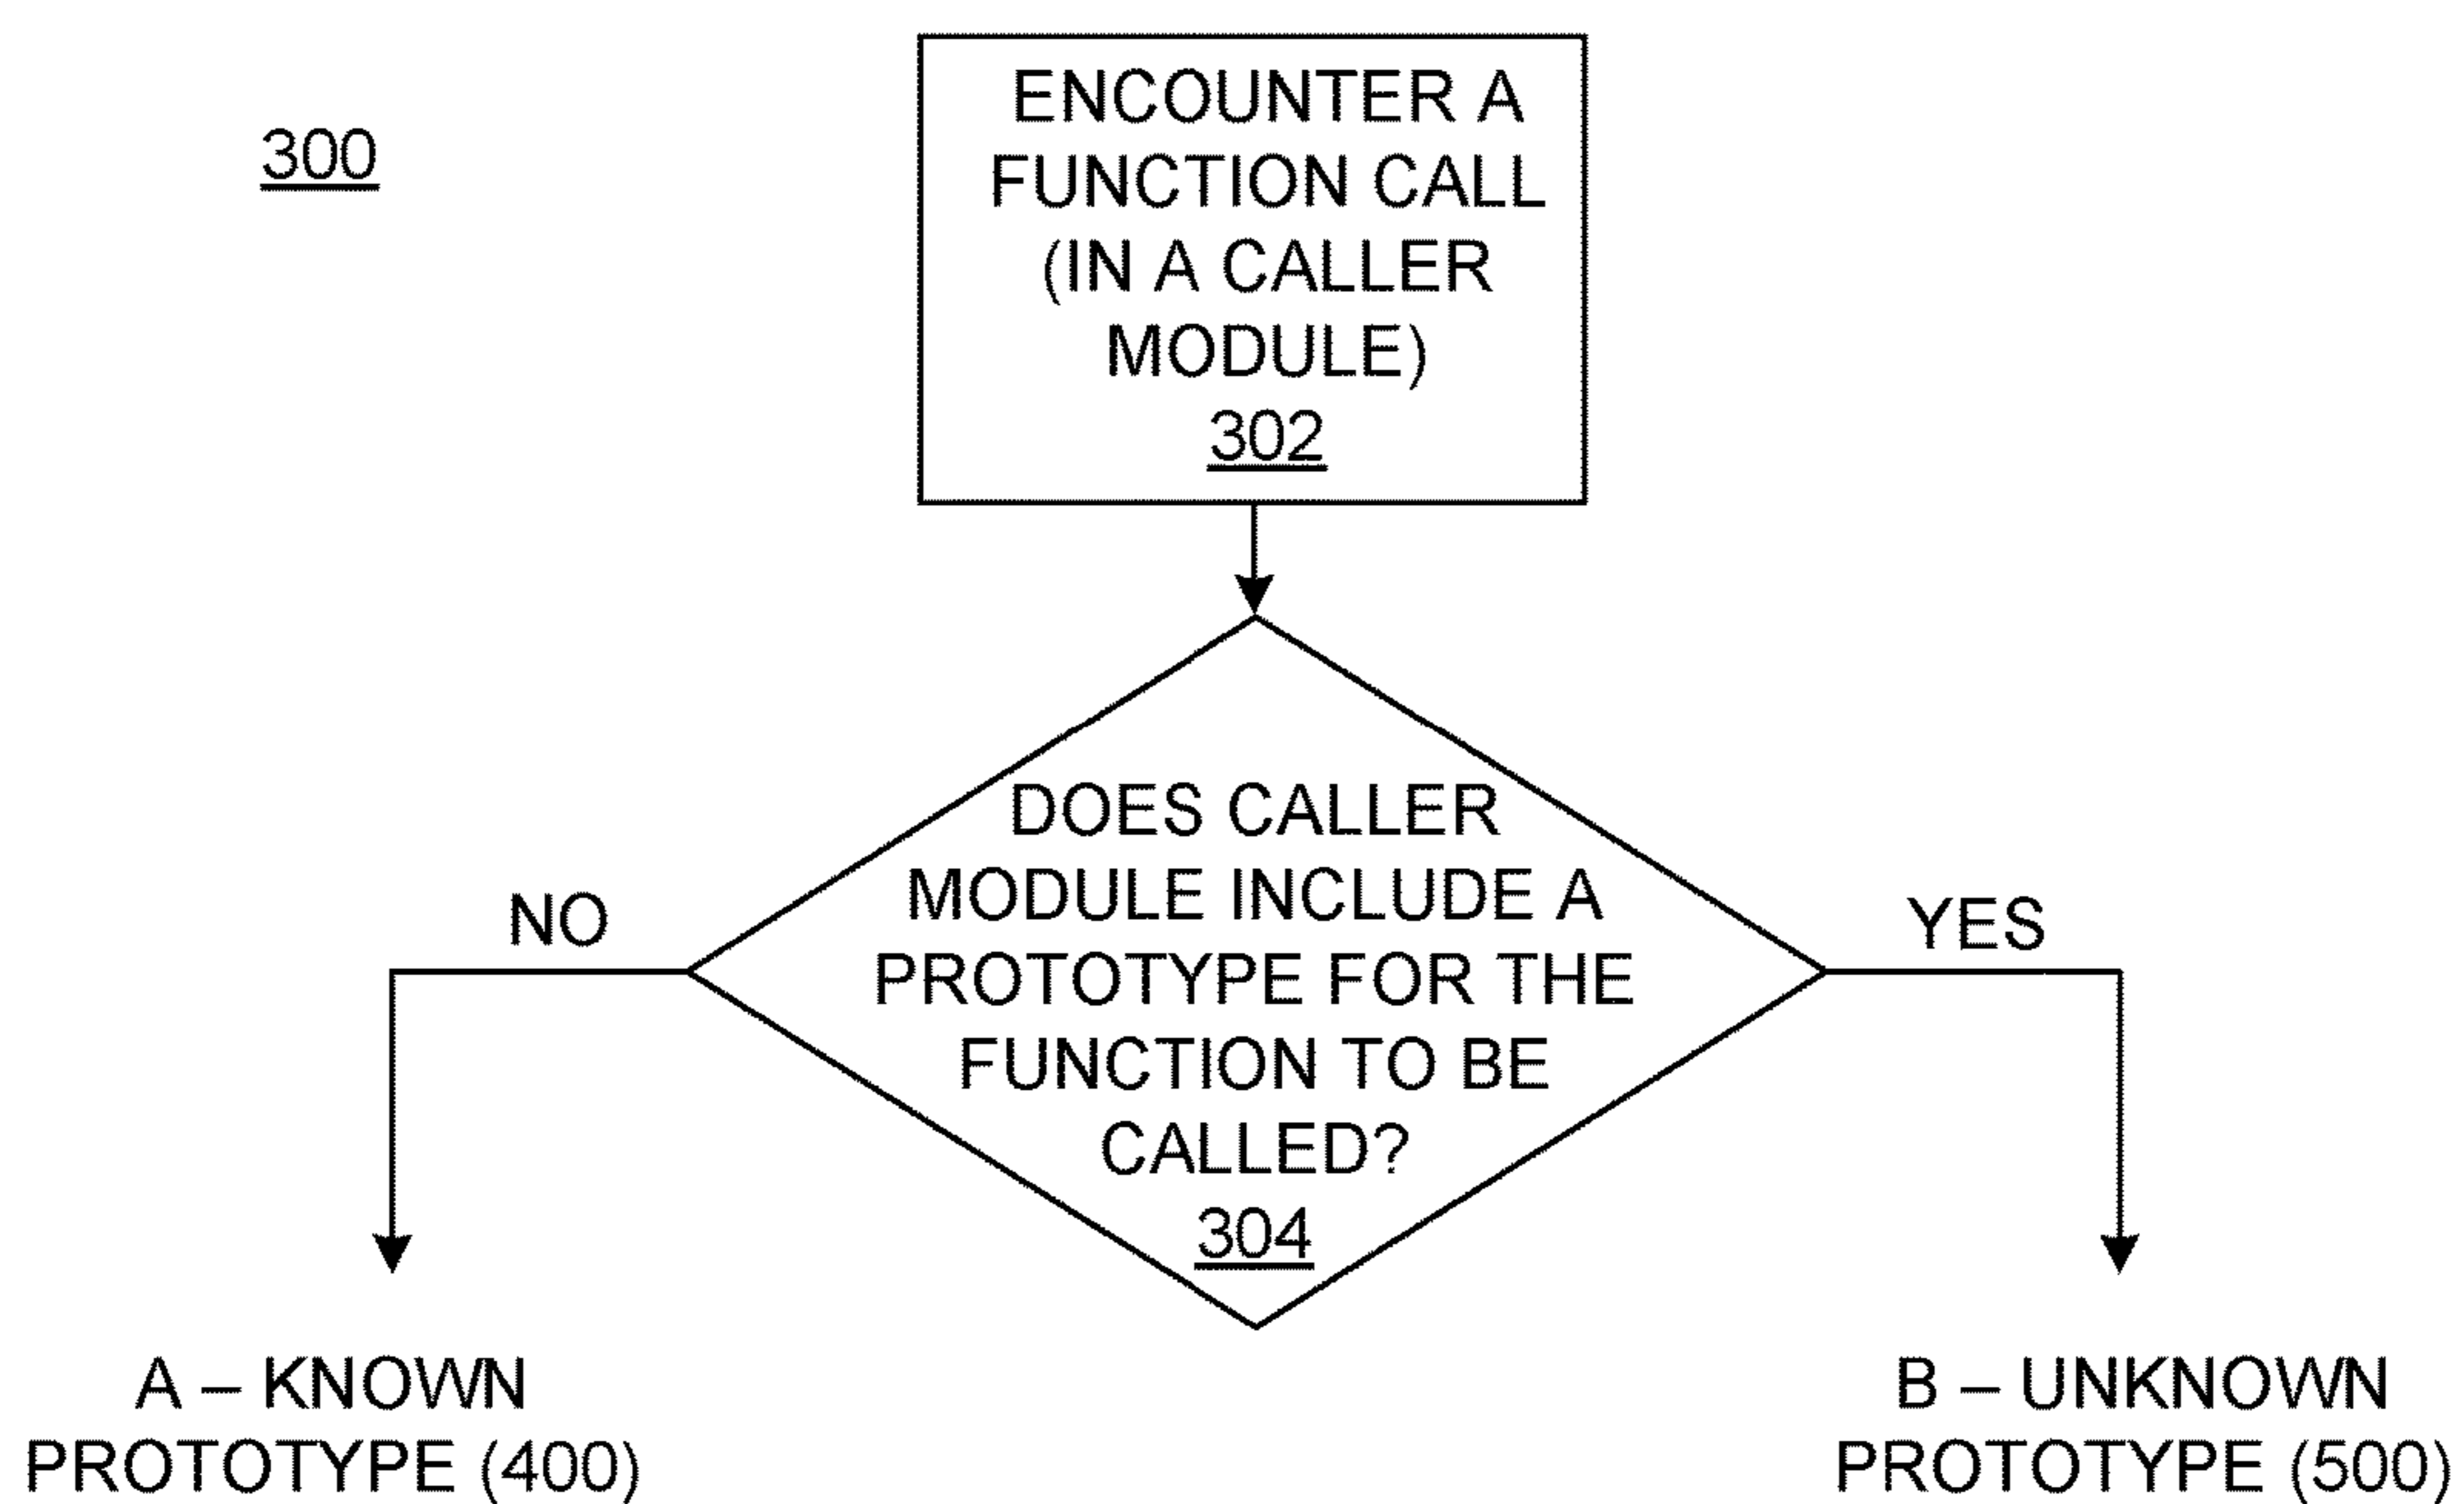 300
ENCOUNTER A
FUNCTION CALL
(IN A CALLER
MODULE)
302
DOES CALLER
MODULE INCLUDE A
PROTOTYPE FOR THE
FUNCTION TO BE
CALLED?
304
NO
YES
A – KNOWN
PROTOTYPE (400)
B – UNKNOWN
PROTOTYPE (500)